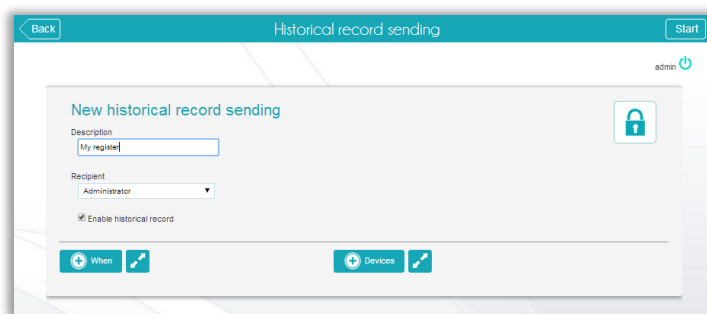 Back Historical record sending Start
admin
New historical record sending
Description
My register
Recipient
Administrator
Enable historical record
When Devices